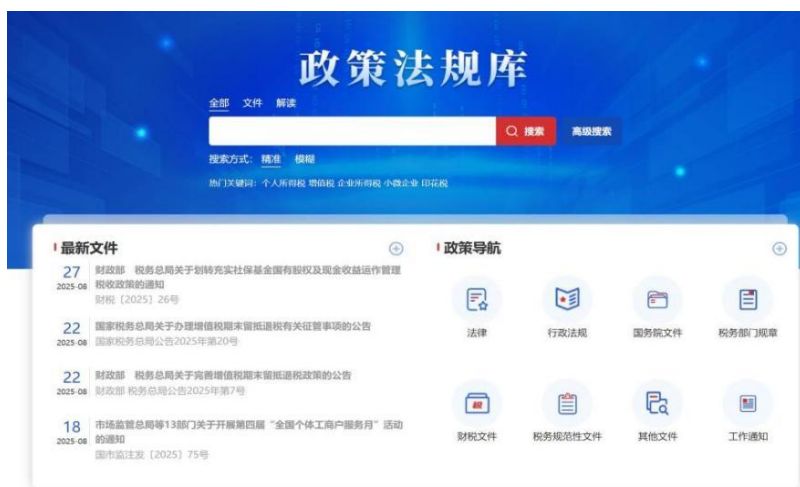 政策法规库
全部 文件 解读
搜索 高级搜索
搜索方式： 精准 模糊
热门关键词：个人所得税 增值税 企业所得税 小微企业 印花税
最新文件
27
2025-08
财政部 税务总局关于划转充实社保基金国有股权及现金收益运作管理
税收政策的通知
财税〔2025〕26号
22
2025-08
国家税务总局关于办理增值税期末留抵退税有关征管事项的公告
国家税务总局公告2025年第20号
22
2025-08
财政部 税务总局关于完善增值税期末留抵退税政策的公告
财政部 税务总局公告2025年第7号
18
2025-08
市场监管总局等13部门关于开展第四届“全国个体工商户服务月”活动
的通知
国市监注发〔2025〕75号
政策导航
法律 行政法规 国务院文件 税务部门规章
税
财税文件 税务规范性文件 其他文件 工作通知